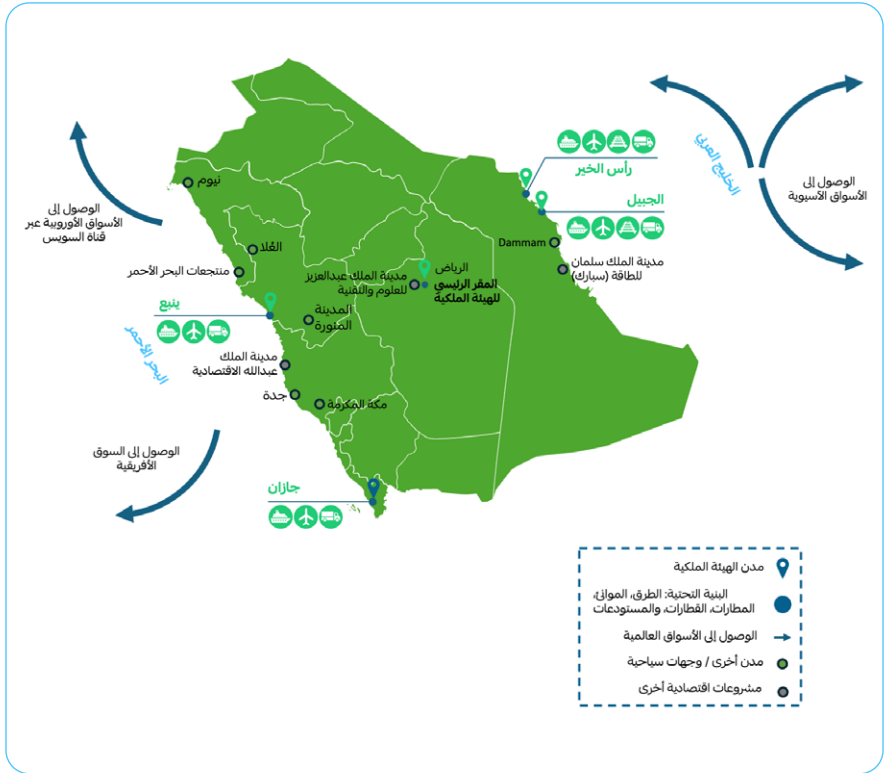 رأس الخير
الخليج العربي
الوصول إلى
الأسواق الآسيوية
الجبيل
Dammam
مدينة الملك سلمان
للطاقة (سبارك)
الرياض
المقر الرئيسي
للهيئة الملكية
مدينة الملك عبدالعزيز
للعلوم والتقنية
نيوم
الوصول إلى
الأسواق الأوروبية عبر
قناة السويس
العُلا
منتجعات البحر الأحمر
ينبع
المدينة
المنورة
البحر الأحمر
مدينة الملك
عبدالله الاقتصادية
جدة
مكة المكرمة
الوصول إلى السوق
الأفريقية
جازان
مدن الهيئة الملكية
البنية التحتية: الطرق، الموانئ،
المطارات، القطارات، والمستودعات
الوصول إلى الأسواق العالمية
مدن أخرى / وجهات سياحية
مشروعات اقتصادية أخرى